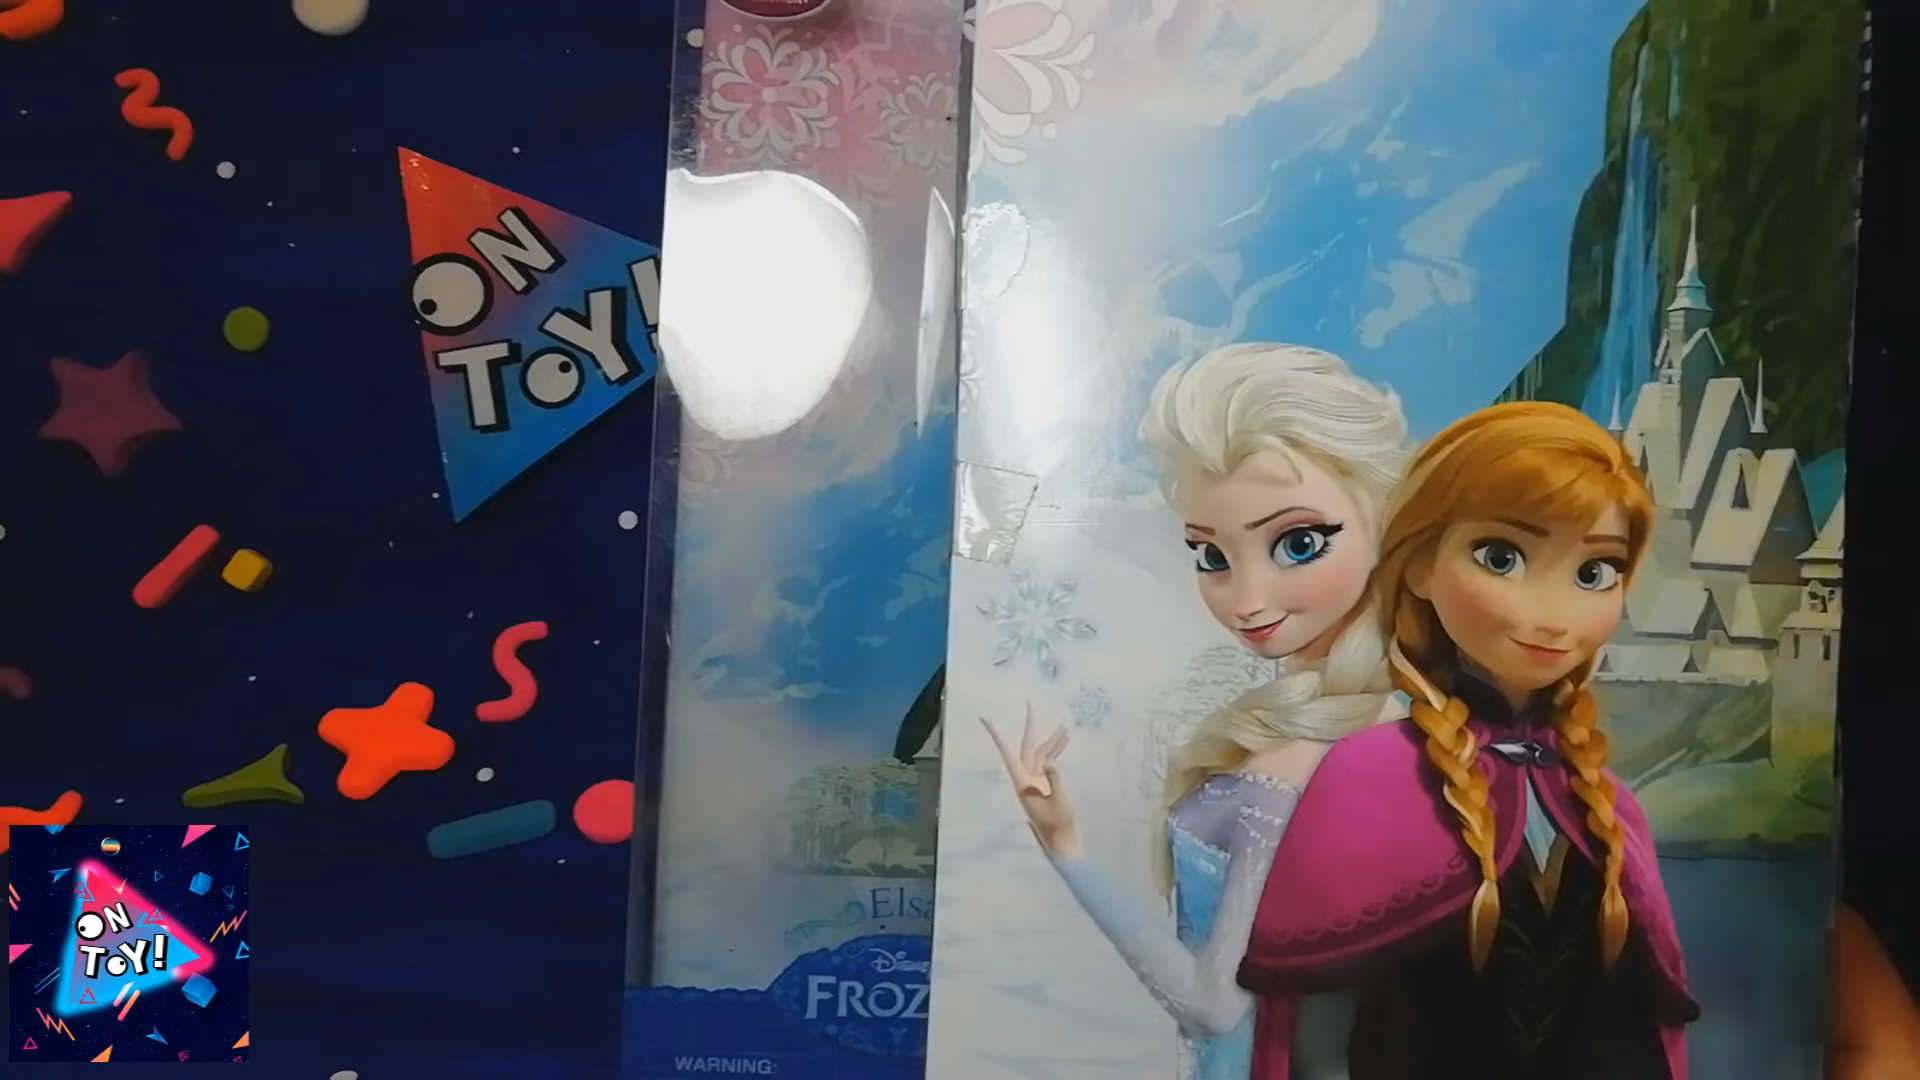 ON
TOY!
Elsa
Disney
FROZ
WARNING:
ON
TOY!